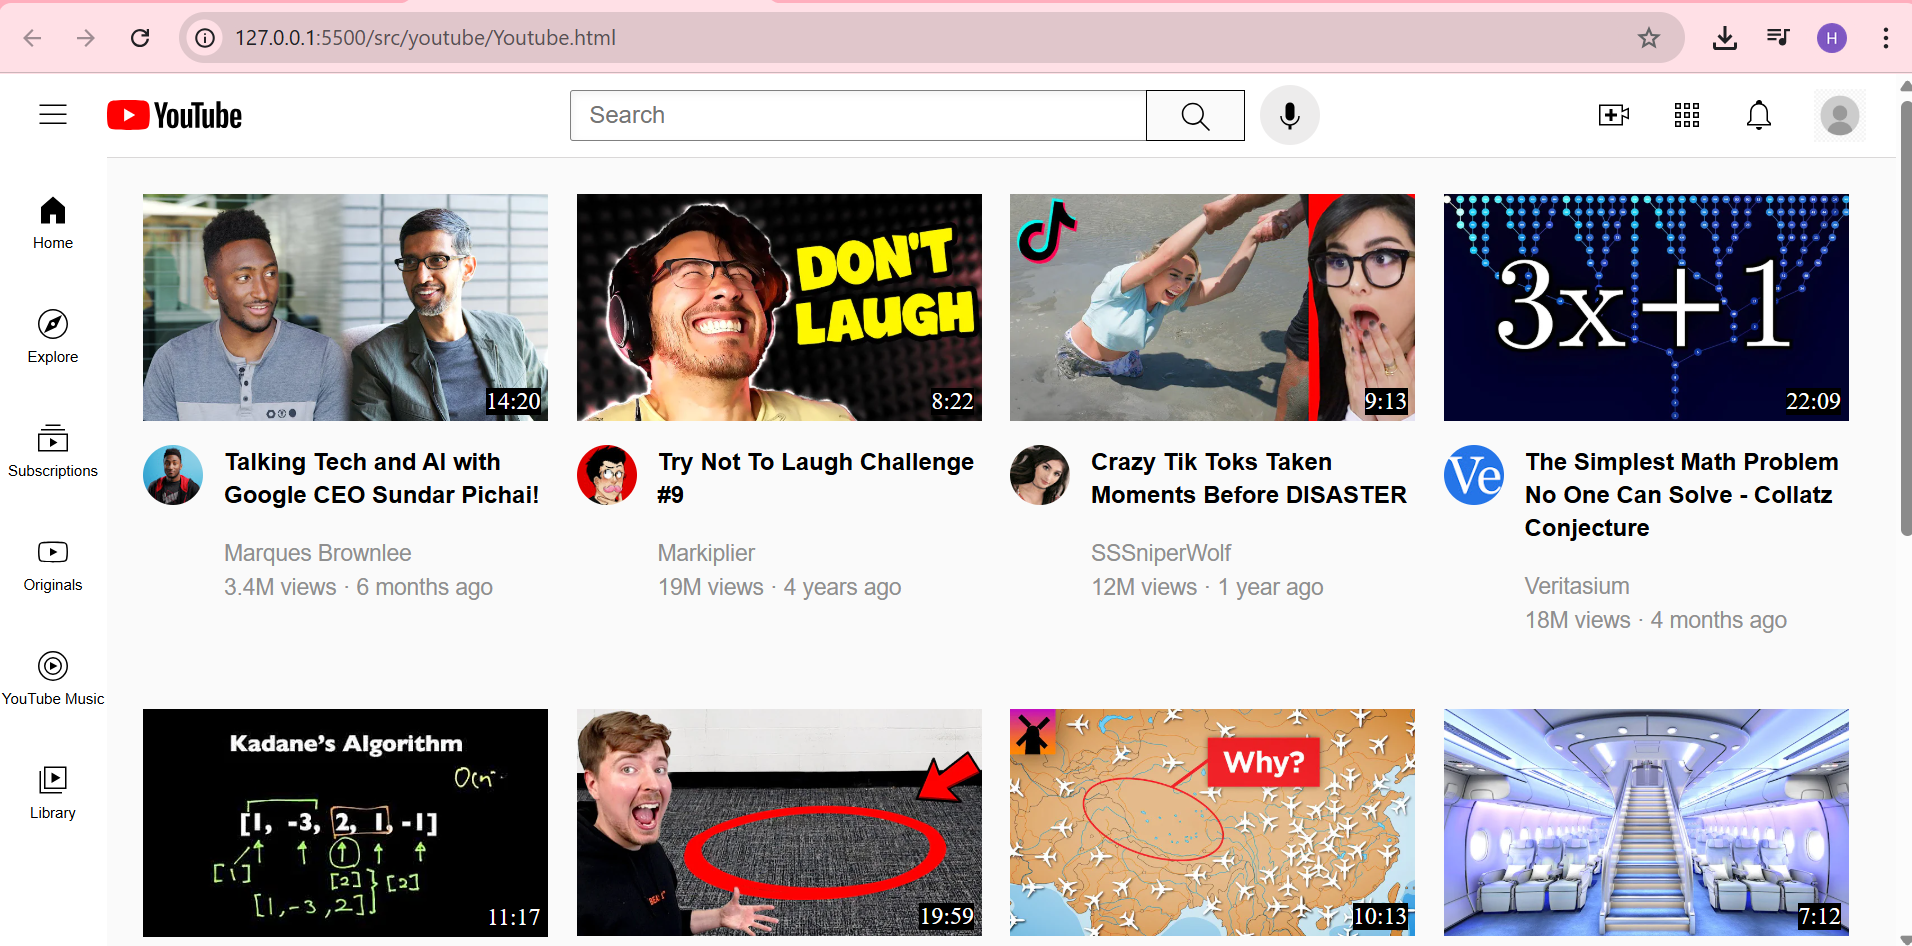 127.0.0.1:5500/src/youtube/Youtube.html
H
YouTube
Search
Home
Explore
Subscriptions
Originals
YouTube Music
Library
14:20
DON'T
LAUGH
8:22
9:13
3x+1
22:09
Talking Tech and AI with
Google CEO Sundar Pichai!
Marques Brownlee
3.4M views · 6 months ago
Try Not To Laugh Challenge
#9
Markiplier
19M views · 4 years ago
Crazy Tik Toks Taken
Moments Before DISASTER
SSSniperWolf
12M views · 1 year ago
Ve
The Simplest Math Problem
No One Can Solve - Collatz
Conjecture
Veritasium
18M views · 4 months ago
Kadane's Algorithm
[1, -3, 2, 1, -1]
[1]
[2]
[2]
[1,-3,2]
11:17
19:59
Why?
10:13
7:12